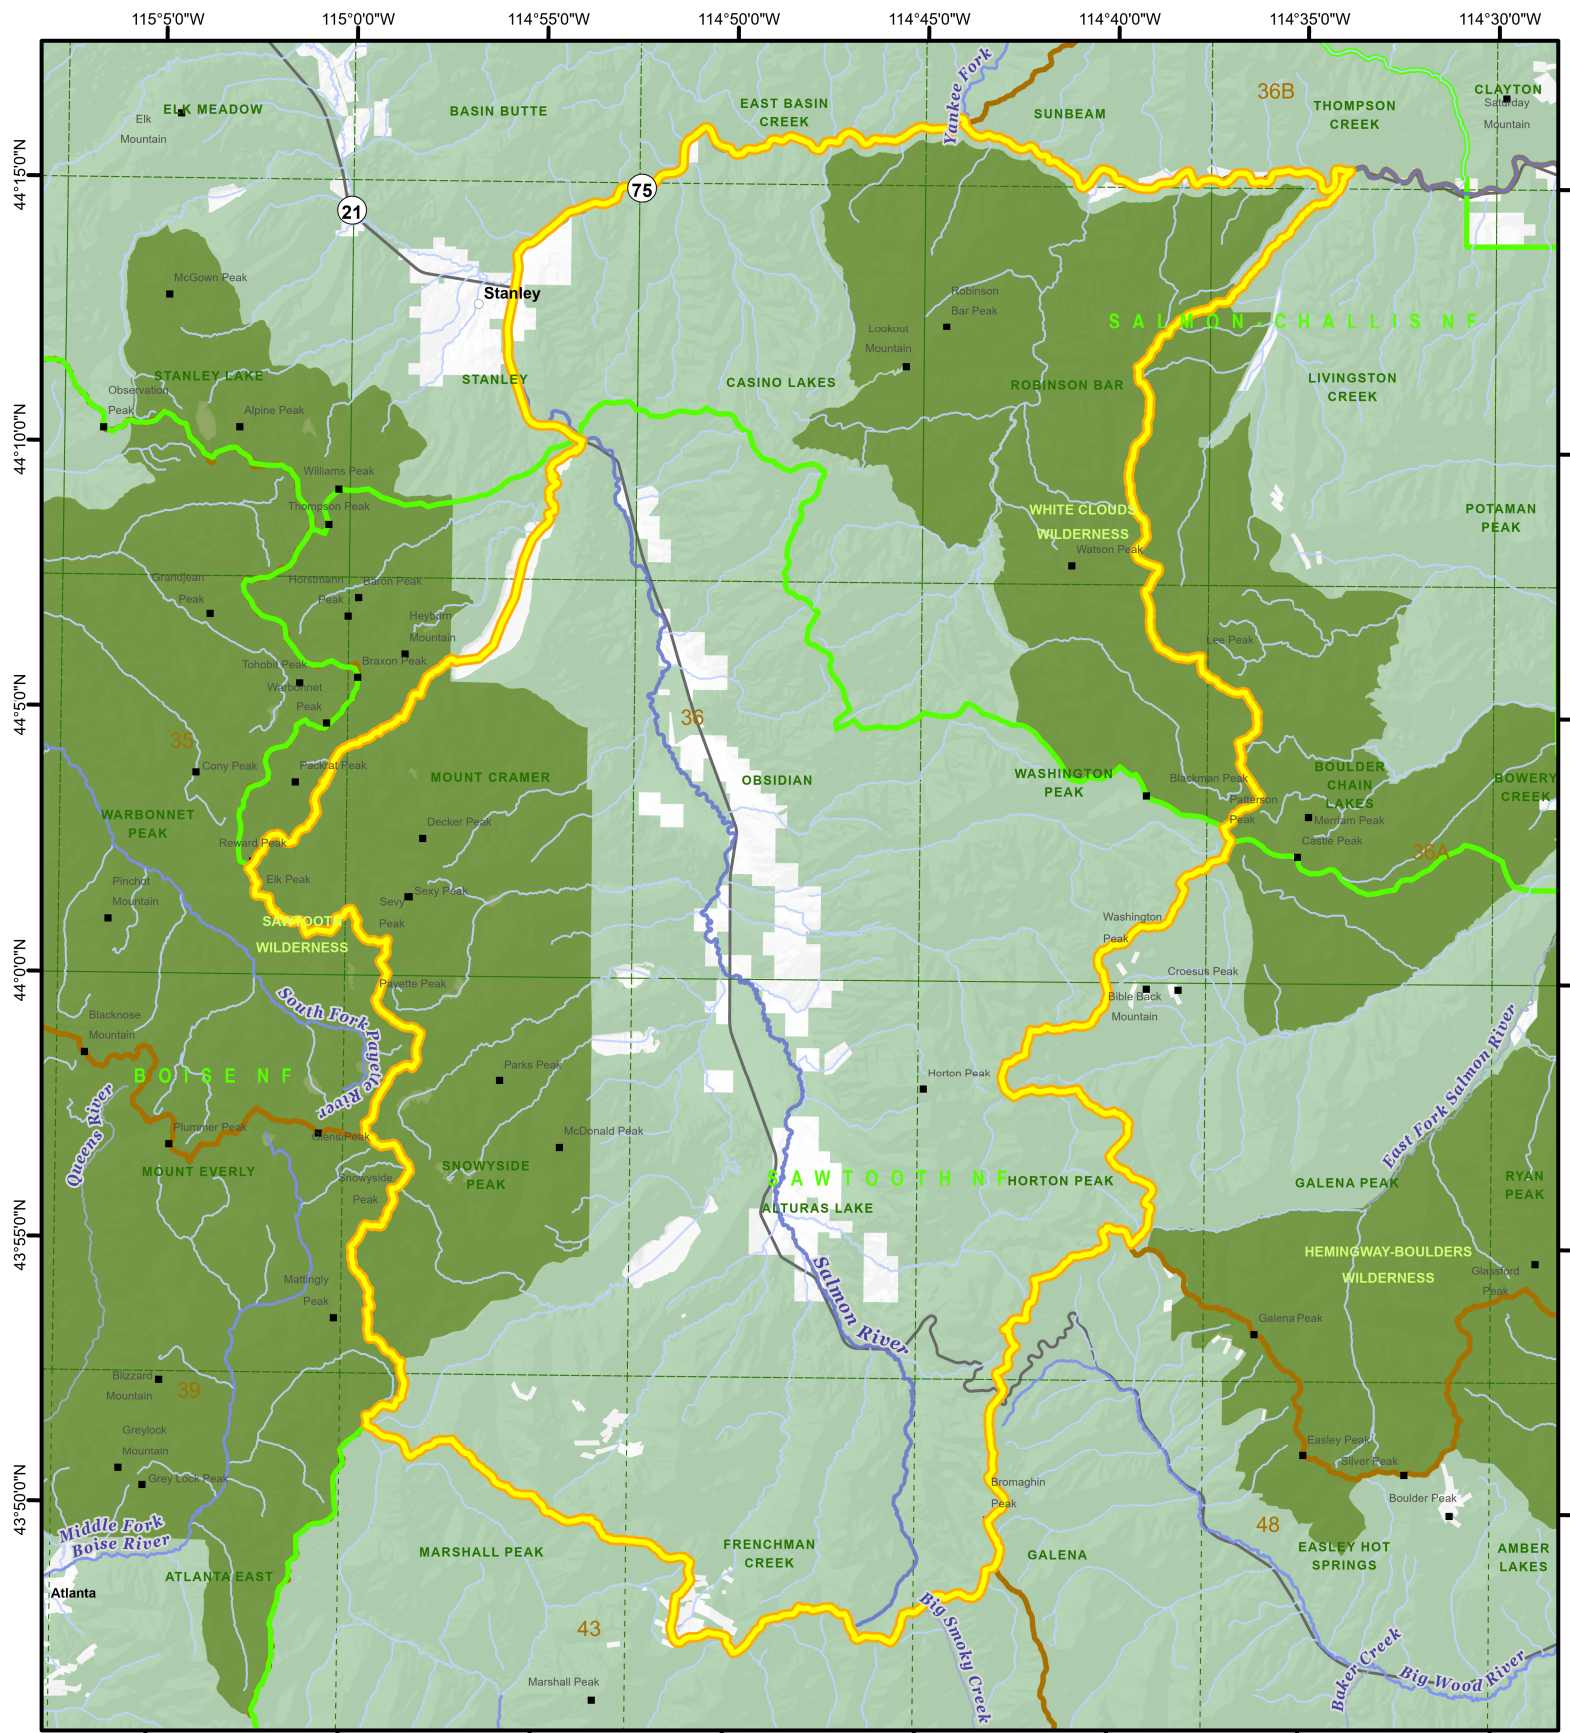 115°5'0"W
115°0'0"W
114°55'0"W
114°50'0"W
114°45'0"W
114°40'0"W
114°35'0"W
114°30'0"W
ELK MEADOW
Elk
Mountain
BASIN BUTTE
EAST BASIN
CREEK
Yankee Fork
SUNBEAM
36B
THOMPSON
CREEK
CLAYTON
Saturday
Mountain
44°15'0"N
75
21
McGown Peak
Stanley
Robinson
Bar Peak
Lookout
Mountain
SALMON-CHALLIS NF
STANLEY LAKE
STANLEY
CASINO LAKES
ROBINSON BAR
LIVINGSTON
CREEK
Observation
Peak
Alpine Peak
44°10'0"N
Williams Peak
Thompson Peak
WHITE CLOUDS
WILDERNESS
Watson Peak
POTAMAN
PEAK
Grandjean
Peak
Horstmann
Peak
Baron Peak
Heyburn
Mountain
Lee Peak
Tohobit Peak
Braxon Peak
Warbonnet
Peak
44°5'0"N
36
35
Cony Peak
Packrat Peak
MOUNT CRAMER
OBSIDIAN
WASHINGTON
PEAK
Blackman Peak
BOULDER
CHAIN
LAKES
BOWERY
CREEK
Patterson
Peak
Merriam Peak
WARBONNET
PEAK
Decker Peak
Reward Peak
Castle Peak
36A
Pinchot
Mountain
Elk Peak
Sevy
Peak
Sexy Peak
SAWTOOTH
WILDERNESS
Washington
Peak
44°0'0"N
Payette Peak
Croesus Peak
Bible Back
Mountain
South Fork Payette
River
Blacknose
Mountain
BOISE NF
Parks Peak
Horton Peak
East Fork Salmon River
Queens River
Plummer Peak
Glens Peak
McDonald Peak
MOUNT EVERLY
Snowyside
Peak
SNOWYSIDE
PEAK
SAWTOOTH NF
HORTON PEAK
GALENA PEAK
RYAN
PEAK
ALTURAS LAKE
43°55'0"N
HEMINGWAY-BOULDERS
WILDERNESS
Glassford
Peak
Mattingly
Peak
Salmon River
Galena Peak
Blizzard
Mountain
39
Greylock
Mountain
Grey Lock Peak
Easley Peak
Silver Peak
Boulder Peak
Bromaghin
Peak
43°50'0"N
Middle Fork
Boise River
48
MARSHALL PEAK
FRENCHMAN
CREEK
GALENA
EASLEY HOT
SPRINGS
AMBER
LAKES
Atlanta
ATLANTA EAST
43
Big Smoky Creek
Baker Creek
Big Wood River
Marshall Peak